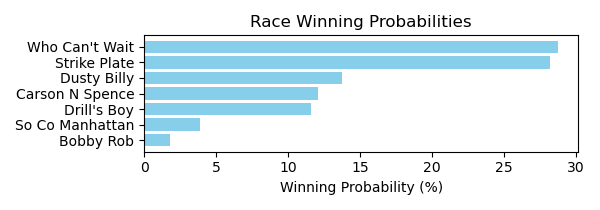 Race Winning Probabilities
Who Can't Wait
Strike Plate
Dusty Billy
Carson N Spence
Drill's Boy
So Co Manhattan
Bobby Rob
0 5 10 15 20 25 30
Winning Probability (%)